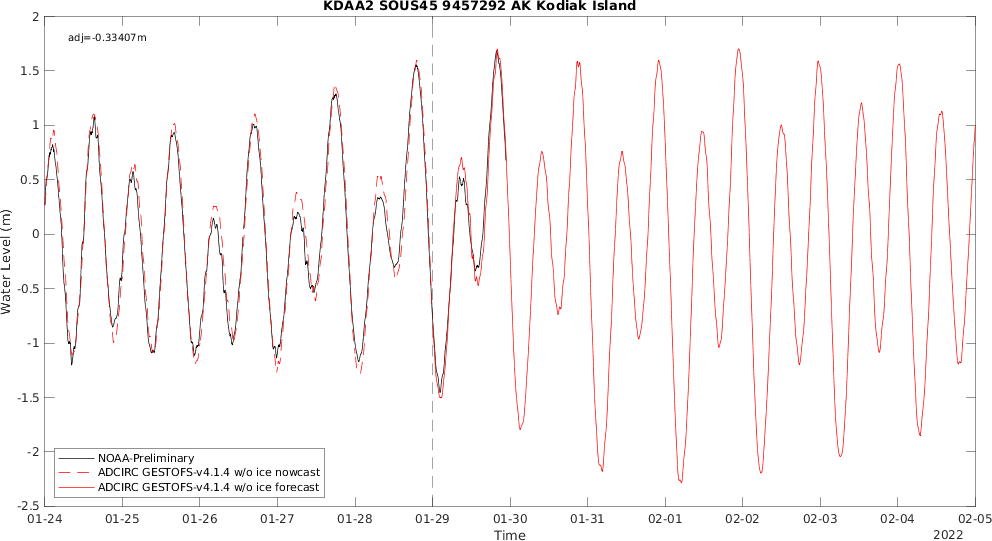 KDAA2 SOUS45 9457292 AK Kodiak Island
adj=-0.33407m
2
1.5
1
0.5
0
-0.5
-1
-1.5
-2
-2.5
Water Level (m)
NOAA-Preliminary
ADCIRC GESTOFS-v4.1.4 w/o ice nowcast
ADCIRC GESTOFS-v4.1.4 w/o ice forecast
01-24 01-25 01-26 01-27 01-28 01-29 01-30 01-31 02-01 02-02 02-03 02-04 02-05
Time
2022